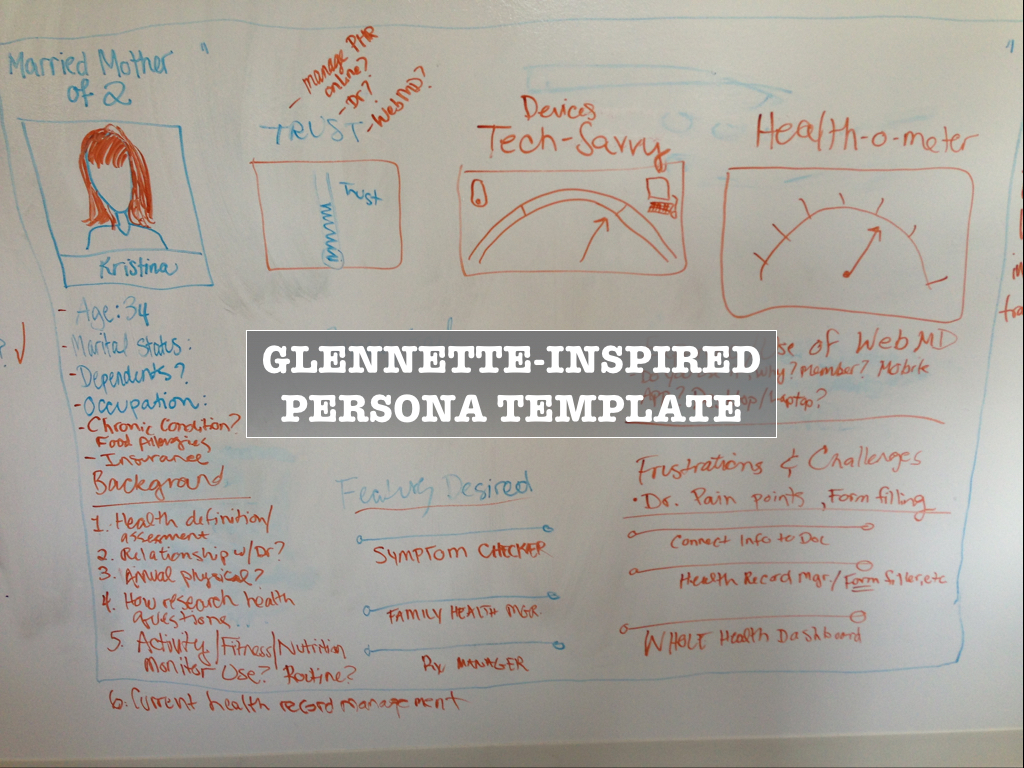 Married Mother
of 2
"
- manage PHR
online?
- Dr?
- WebMD?
TRUST
Trust
Devices
Tech-Savvy
Health-o-meter
"
Kristina
- Age: 34
- Marital Status:
- Dependents?
- Occupation:
- Chronic Condition?
Food Allergies
- Insurance
Background
1. Health definition/
assessment
2. Relationship w/Dr?
3. Annual physical?
4. How research health
questions...
5. Activity/Fitness/Nutrition
Monitor Use? Routine?
6. Current health record management
GLENNETTE-INSPIRED
PERSONA TEMPLATE
Use of WebMD
Why? Member? Mobile
App? Desktop/Laptop?
Features Desired
SYMPTOM CHECKER
FAMILY HEALTH MGR.
Rx MANAGER
Frustrations & Challenges
• Dr. Pain points, Form filling
Connect Info to Doc
Health Record Mgr./Form filler, etc
WHOLE Health Dashboard